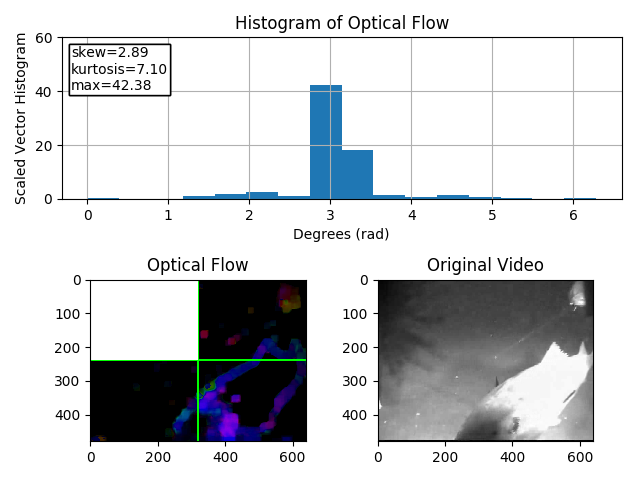 Histogram of Optical Flow
Scaled Vector Histogram
60
40
20
0
skew=2.89
kurtosis=7.10
max=42.38
0 1 2 3 4 5 6
Degrees (rad)
Optical Flow
0
100
200
300
400
0 200 400 600
Original Video
0
100
200
300
400
0 200 400 600